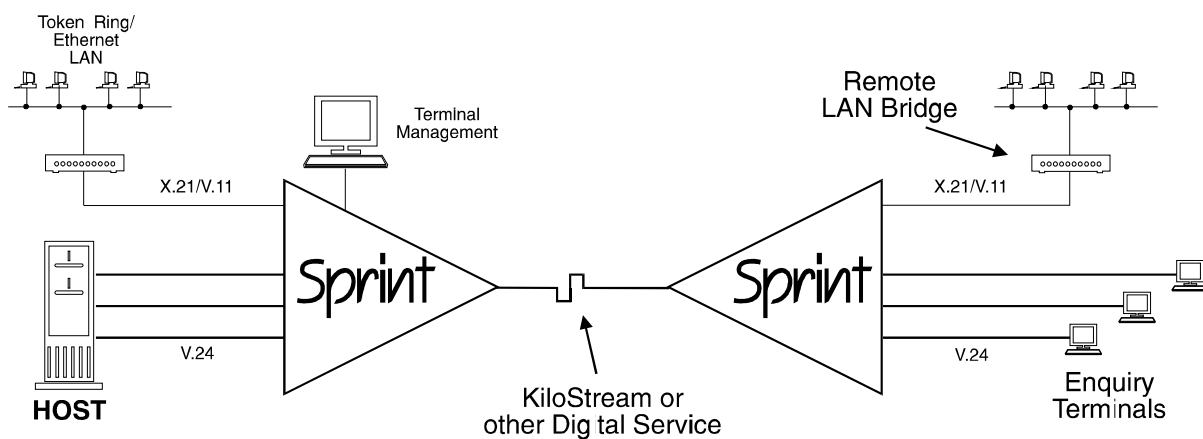 Token Ring/
Ethernet
LAN
Terminal
Management
Remote
LAN Bridge
X.21/V.11
X.21/V.11
Sprint
Sprint
V.24
V.24
HOST
KiloStream or
other Digital Service
Enquiry
Terminals